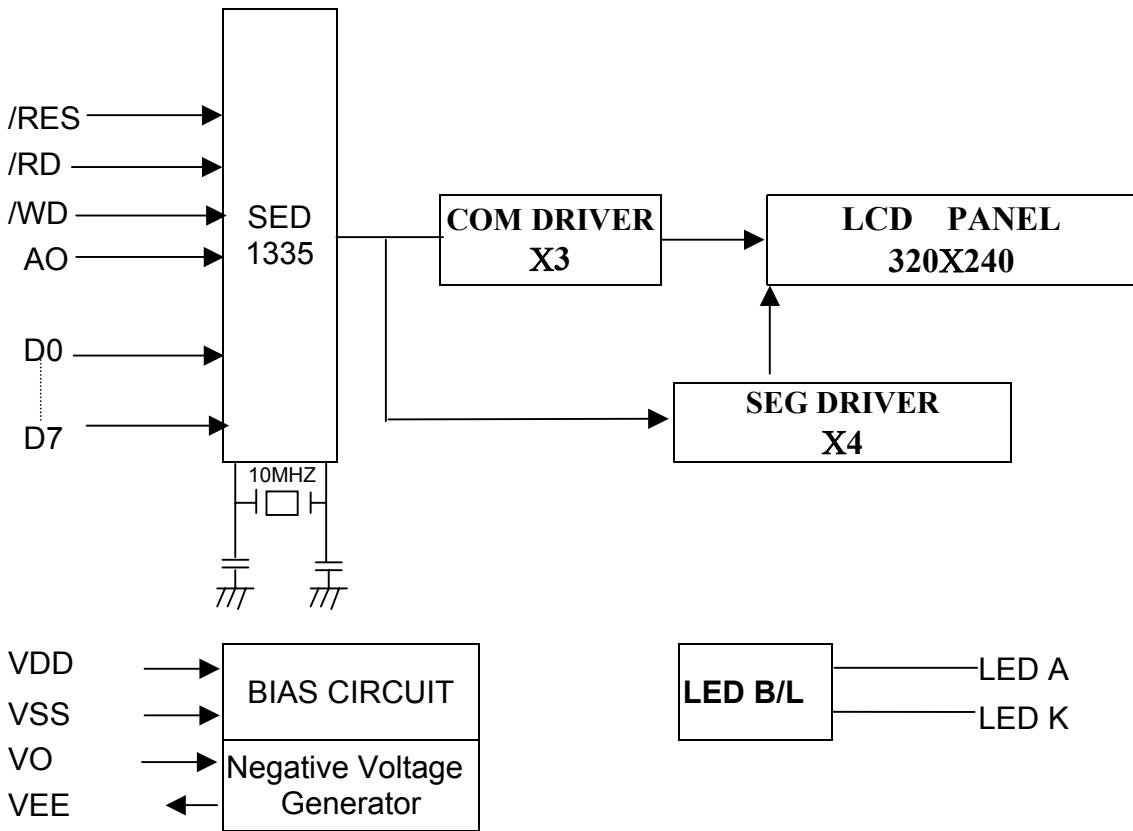 /RES
/RD
/WD
AO
D0
D7
SED
1335
10MHZ
COM DRIVER
X3
LCD PANEL
320X240
SEG DRIVER
X4
VDD
VSS
VO
VEE
BIAS CIRCUIT
Negative Voltage
Generator
LED B/L
LED A
LED K